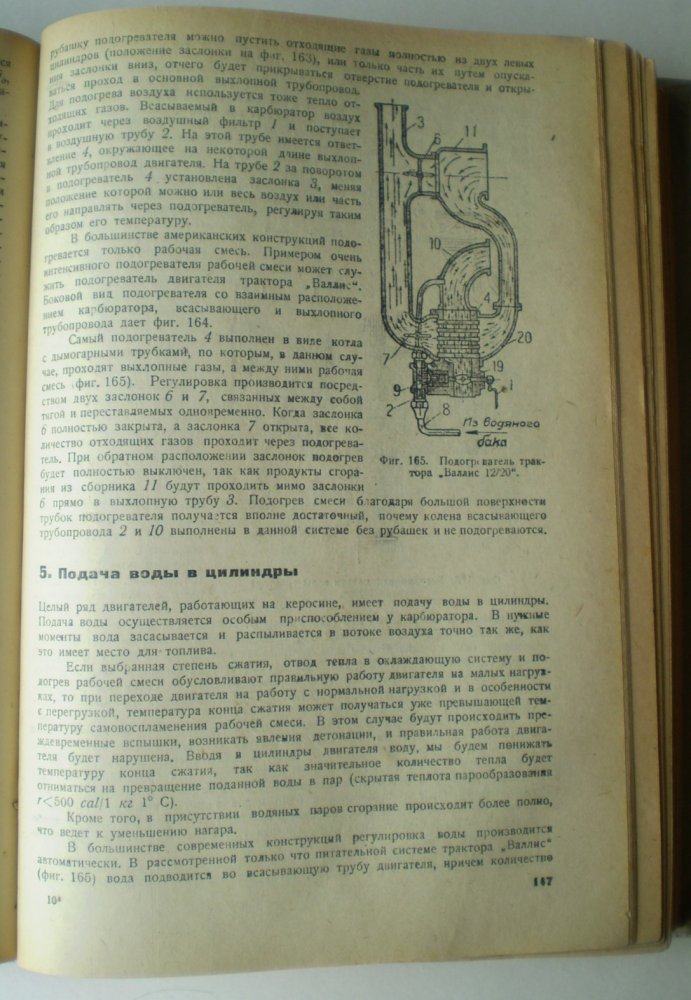 рубашку подогревателя можно пустить отходящие газы полностью из двух левых
цилиндров (положение заслонки на фиг. 163), или только часть их путем опуска-
ния заслонки вниз, отчего будет прикрываться отверстие подогревателя и откры-
ваться проход в основной выхлопной трубопровод.
Для подогрева воздуха используется тоже тепло от-
ходящих газов. Всасываемый в карбюратор воздух
проходит через воздушный фильтр 1 и поступает
в воздушную трубу 2. На этой трубе имеется ответ-
вление 4, окружающее на некоторой длине выхлоп-
ной трубопровод двигателя. На трубе 2 за поворотом
в подогреватель 4 установлена заслонка 3, меняя
положение которой можно или весь воздух или часть
его направлять через подогреватель, регулируя таким
образом его температуру.
В большинстве американских конструкций подо-
гревается только рабочая смесь. Примером очень
интенсивного подогревателя рабочей смеси может слу-
жить подогреватель двигателя трактора „Валлис“.
Боковой вид подогревателя со взаимным расположе-
нием карбюратора, всасывающего и выхлопного
трубопровода дает фиг. 164.
Самый подогреватель 4 выполнен в виде котла
с дымогарными трубками, по которым, в данном слу-
чае, проходят выхлопные газы, а между ними рабочая
смесь (фиг. 165). Регулировка производится посред-
ством двух заслонок 6 и 7, связанных между собой
тягой и переставляемых одновременно. Когда заслонка
6 полностью закрыта, а заслонка 7 открыта, все ко-
личество отходящих газов проходит через подогрева-
тель. При обратном расположении заслонок подогрев
будет полностью выключен, так как продукты сгора-
ния из сборника 11 будут проходить мимо заслонки
6 прямо в выхлопную трубу 3. Подогрев смеси благодаря большой поверхности
трубок подогревателя получается вполне достаточный, почему колена всасывающего
трубопровода 2 и 10 выполнены в данной системе без рубашек и не подогреваются.
3
6
11
10
4
20
7
19
9
1
2
8
Из водяного
бака
Фиг. 165. Подогреватель трак-
тора „Валлис 12/20“.
5. Подача воды в цилиндры
Целый ряд двигателей, работающих на керосине, имеет подачу воды в цилиндры.
Подача воды осуществляется особым приспособлением у карбюратора. В нужные
моменты вода засасывается и распыливается в потоке воздуха точно так же, как
это имеет место для топлива.
Если выбранная степень сжатия, отвод тепла в охлаждающую систему и по-
догрев рабочей смеси обусловливают правильную работу двигателя на малых нагруз-
ках, то при переходе двигателя на работу с нормальной нагрузкой и в особенности
с перегрузкой, температура конца сжатия может получаться уже превышающей тем-
пературу самовоспламенения рабочей смеси. В этом случае будут происходить пре-
ждевременные вспышки, возникать явления детонации, и правильная работа двига-
теля будет нарушена. Вводя в цилиндры двигателя воду, мы будем понижать
температуру конца сжатия, так как значительное количество тепла будет
отниматься на превращение поданной воды в пар (скрытая теплота парообразования
r<500 cal/1 кг 1° C).
Кроме того, в присутствии водяных паров сгорание происходит более полно,
что ведет к уменьшению нагара.
В большинстве современных конструкций регулировка воды производится
автоматически. В рассмотренной только что питательной системе трактора „Валлис“
(фиг. 165) вода подводится во всасывающую трубу двигателя, причем количество
147
10*